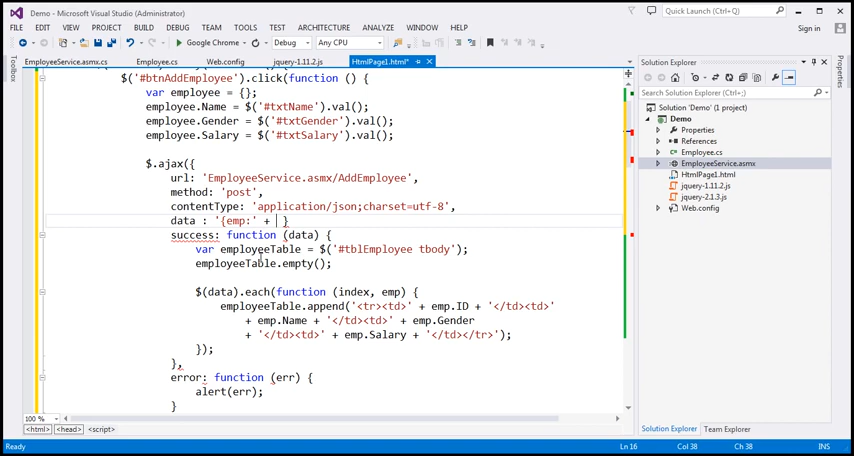 Demo - Microsoft Visual Studio (Administrator)
Quick Launch (Ctrl+Q)
FILE EDIT VIEW PROJECT BUILD DEBUG TEAM TOOLS TEST ARCHITECTURE ANALYZE WINDOW HELP
Sign in
Google Chrome Debug Any CPU
EmployeeService.asmx.cs Employee.cs Web.config jquery-1.11.2.js HtmlPage1.html*
Toolbox
$('#btnAddEmployee').click(function () {
var employee = {};
employee.Name = $('#txtName').val();
employee.Gender = $('#txtGender').val();
employee.Salary = $('#txtSalary').val();
$.ajax({
url: 'EmployeeService.asmx/AddEmployee',
method: 'post',
contentType: 'application/json;charset=utf-8',
data : '{emp:' + }
success: function (data) {
var employeeTable = $('#tblEmployee tbody');
employeeTable.empty();
$(data).each(function (index, emp) {
employeeTable.append('<tr><td>' + emp.ID + '</td><td>'
+ emp.Name + '</td><td>' + emp.Gender
+ '</td><td>' + emp.Salary + '</td></tr>');
});
},
error: function (err) {
alert(err);
}
100 %
<html> <head> <script>
Solution Explorer
Search Solution Explorer (Ctrl+;)
Solution 'Demo' (1 project)
Demo
Properties
References
Employee.cs
EmployeeService.asmx
HtmlPage1.html
jquery-1.11.2.js
jquery-2.1.3.js
Web.config
Solution Explorer Team Explorer
Properties
Ready
Ln 16 Col 38 Ch 38 INS